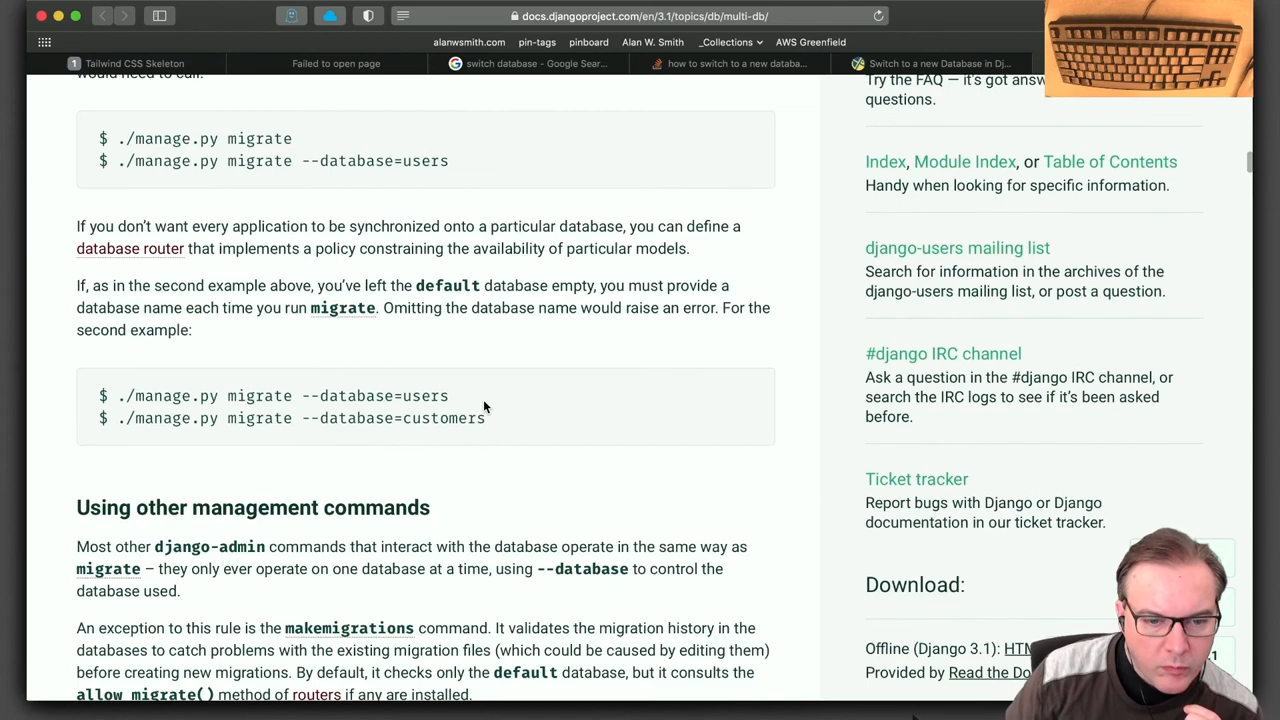 docs.djangoproject.com/en/3.1/topics/db/multi-db/
alanwsmith.com pin-tags pinboard Alan W. Smith _Collections AWS Greenfield
1 Tailwind CSS Skeleton
Failed to open page
switch database - Google Sear...
how to switch to a new databa...
Switch to a new Database in Dj...
would need to call:
$ ./manage.py migrate
$ ./manage.py migrate --database=users
If you don’t want every application to be synchronized onto a particular database, you can define a
database router that implements a policy constraining the availability of particular models.
If, as in the second example above, you’ve left the default database empty, you must provide a
database name each time you run migrate. Omitting the database name would raise an error. For the
second example:
$ ./manage.py migrate --database=users
$ ./manage.py migrate --database=customers
Using other management commands
Most other django-admin commands that interact with the database operate in the same way as
migrate – they only ever operate on one database at a time, using --database to control the
database used.
An exception to this rule is the makemigrations command. It validates the migration history in the
databases to catch problems with the existing migration files (which could be caused by editing them)
before creating new migrations. By default, it checks only the default database, but it consults the
allow_migrate() method of routers if any are installed.
Try the FAQ — it's got answ
questions.
Index, Module Index, or Table of Contents
Handy when looking for specific information.
django-users mailing list
Search for information in the archives of the
django-users mailing list, or post a question.
#django IRC channel
Ask a question in the #django IRC channel, or
search the IRC logs to see if it’s been asked
before.
Ticket tracker
Report bugs with Django or Django
documentation in our ticket tracker.
Download:
Offline (Django 3.1): HTM
Provided by Read the Do
.1